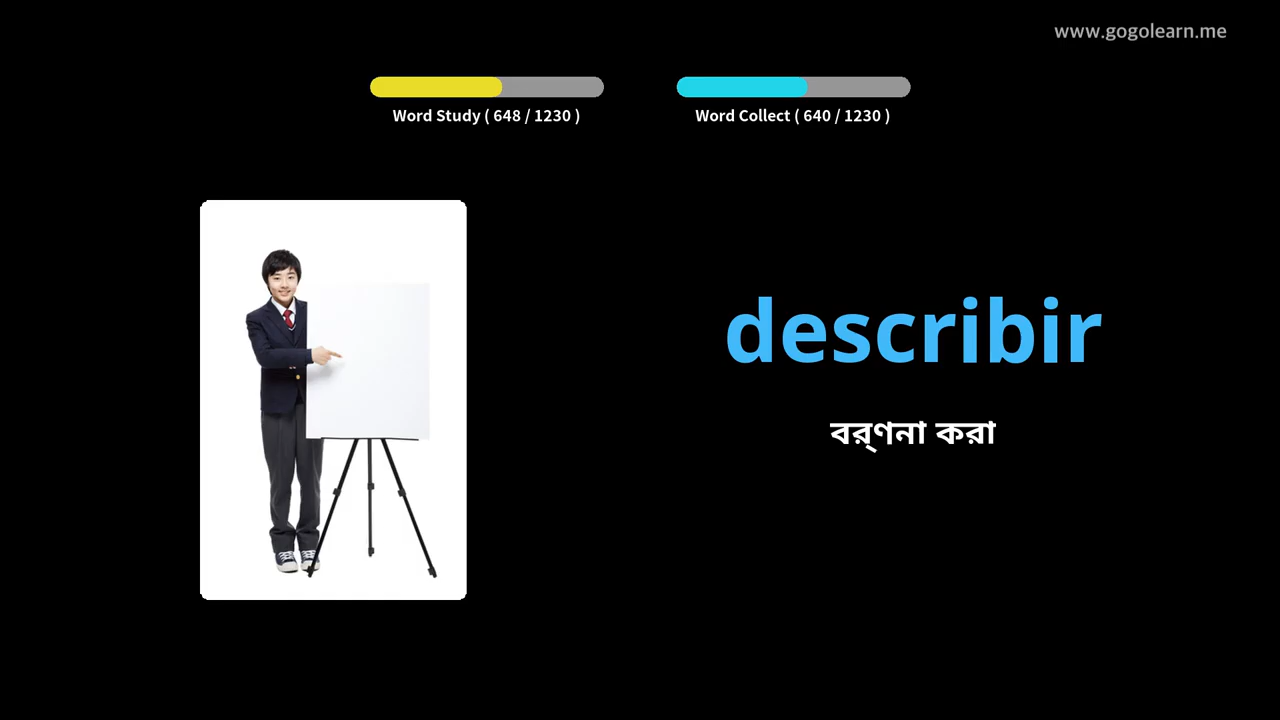 www.gogolearn.me
Word Study ( 648 / 1230 )
Word Collect ( 640 / 1230 )
describir
বর্ণনা করা